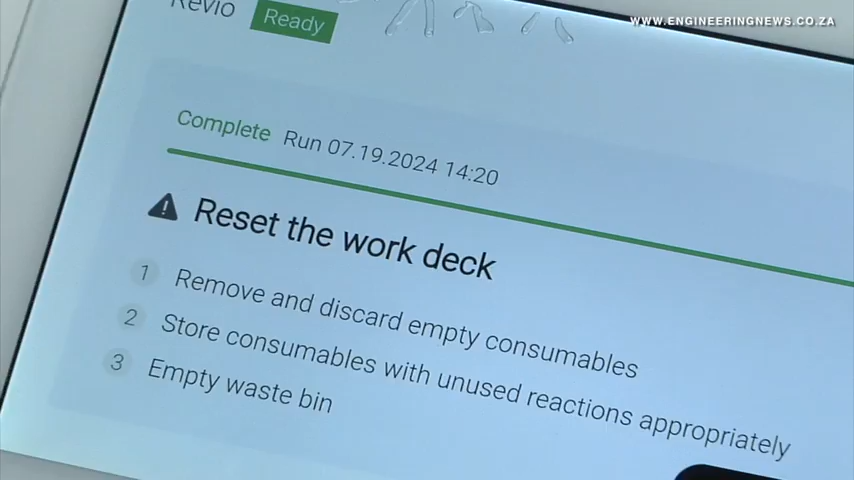 WWW.ENGINEERINGNEWS.CO.ZA
Revio Ready
Complete Run 07.19.2024 14:20
Reset the work deck
1 Remove and discard empty consumables
2 Store consumables with unused reactions appropriately
3 Empty waste bin